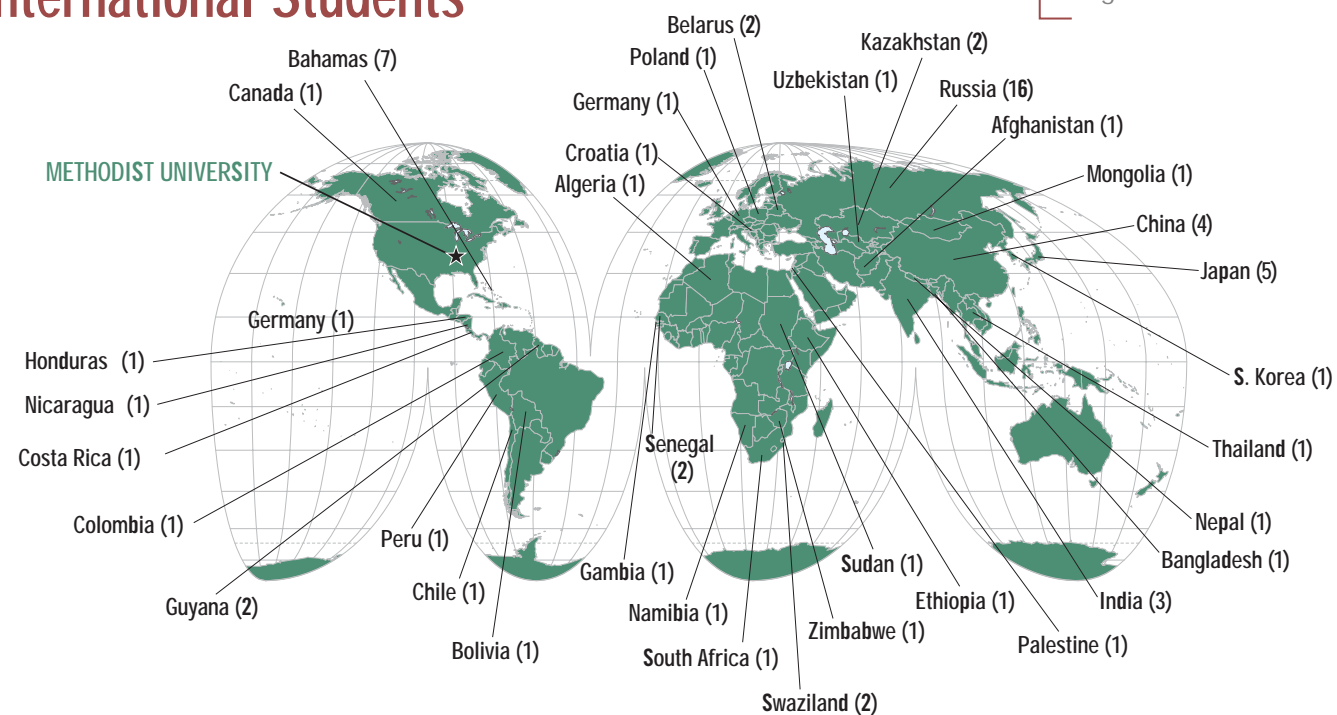 International Students
Belarus (2)
Kazakhstan (2)
Bahamas (7)
Poland (1)
Uzbekistan (1)
Canada (1)
Russia (16)
Germany (1)
Afghanistan (1)
Croatia (1)
METHODIST UNIVERSITY
Algeria (1)
Mongolia (1)
China (4)
Japan (5)
Germany (1)
Honduras (1)
S. Korea (1)
Nicaragua (1)
Costa Rica (1)
Senegal
(2)
Thailand (1)
Colombia (1)
Nepal (1)
Peru (1)
Bangladesh (1)
Gambia (1)
Sudan (1)
Chile (1)
Guyana (2)
Namibia (1)
Ethiopia (1)
India (3)
Zimbabwe (1)
Palestine (1)
Bolivia (1)
South Africa (1)
Swaziland (2)